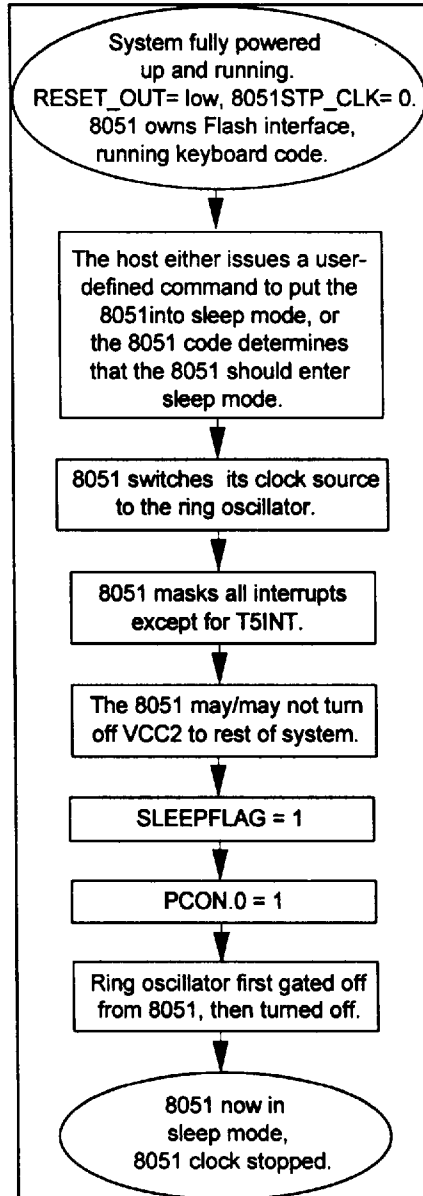 System fully powered
up and running.
RESET_OUT= low, 8051STP_CLK= 0.
8051 owns Flash interface,
running keyboard code.
The host either issues a user-
defined command to put the
8051into sleep mode, or
the 8051 code determines
that the 8051 should enter
sleep mode.
8051 switches its clock source
to the ring oscillator.
8051 masks all interrupts
except for T5INT.
The 8051 may/may not turn
off VCC2 to rest of system.
SLEEPFLAG = 1
PCON.0 = 1
Ring oscillator first gated off
from 8051, then turned off.
8051 now in
sleep mode,
8051 clock stopped.